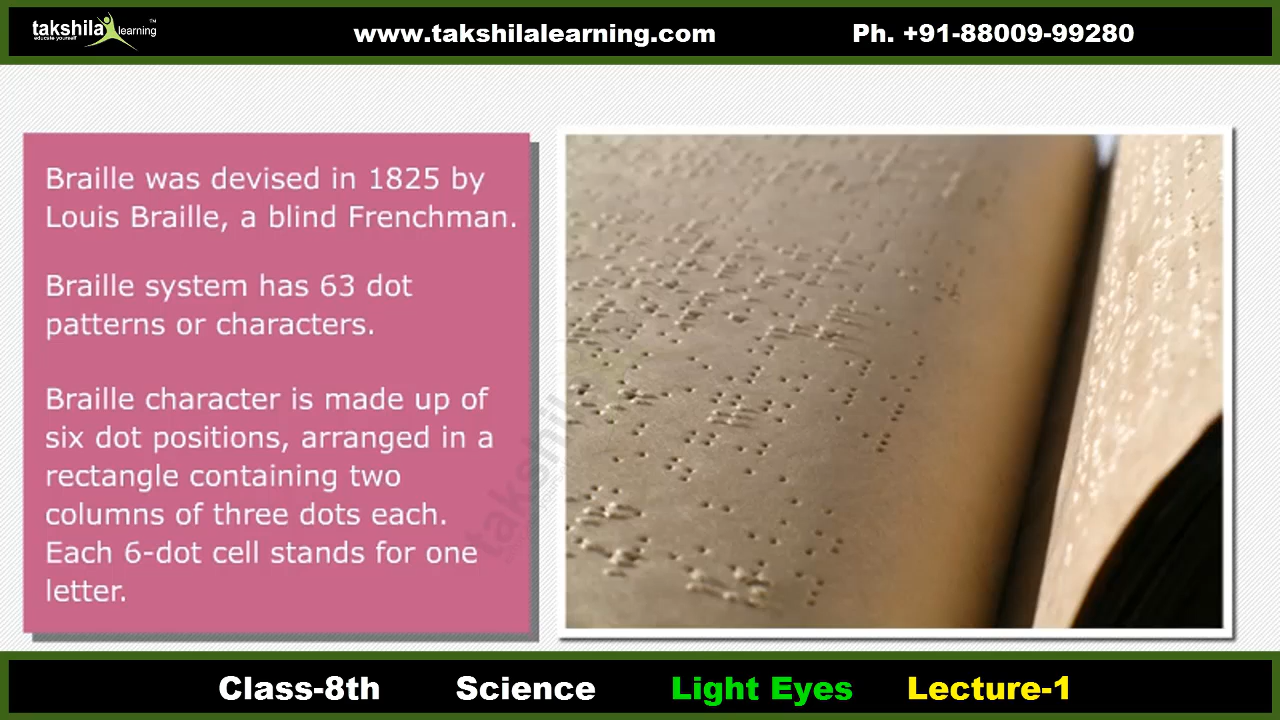 takshila learning
educate yourself
TM
www.takshilalearning.com
Ph. +91-88009-99280
Braille was devised in 1825 by
Louis Braille, a blind Frenchman.
Braille system has 63 dot
patterns or characters.
Braille character is made up of
six dot positions, arranged in a
rectangle containing two
columns of three dots each.
Each 6-dot cell stands for one
letter.
takshil
Class-8th Science Light Eyes Lecture-1